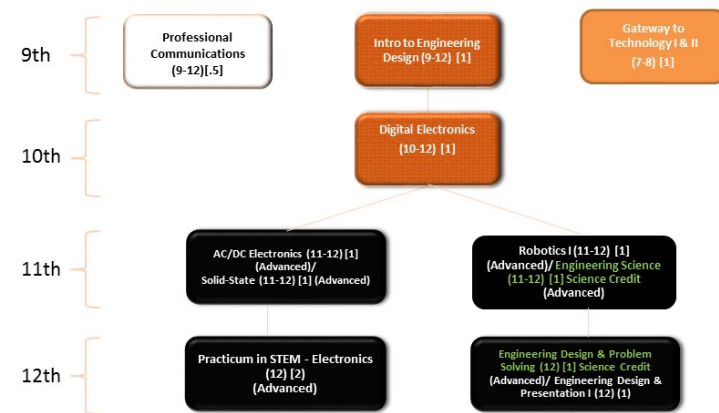 9th
Professional
Communications
(9-12)[.5]
Intro to Engineering
Design (9-12) [1]
Gateway to
Technology I & II
(7-8) [1]
10th
Digital Electronics
(10-12) [1]
11th
AC/DC Electronics (11-12) [1]
(Advanced)/
Solid-State (11-12) [1] (Advanced)
Robotics I (11-12) [1]
(Advanced)/ Engineering Science
(11-12) [1] Science Credit
(Advanced)
12th
Practicum in STEM - Electronics
(12) [2]
(Advanced)
Engineering Design & Problem
Solving (12) [1] Science Credit
(Advanced)/ Engineering Design &
Presentation I (12) (1)